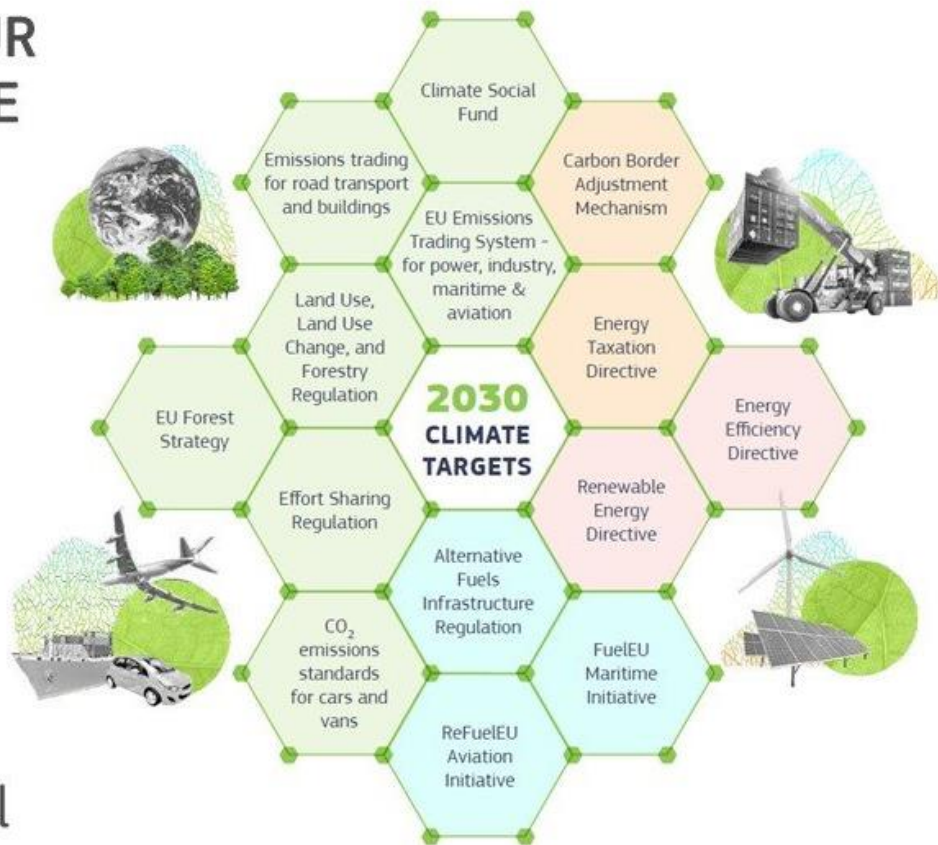 UR
E
Climate Social
Fund
Emissions trading
for road transport
and buildings
Carbon Border
Adjustment
Mechanism
EU Emissions
Trading System -
for power, industry,
maritime &
aviation
Land Use,
Land Use
Change, and
Forestry
Regulation
Energy
Taxation
Directive
EU Forest
Strategy
2030
CLIMATE
TARGETS
Energy
Efficiency
Directive
Effort Sharing
Regulation
Renewable
Energy
Directive
Alternative
Fuels
Infrastructure
Regulation
CO₂
emissions
standards
for cars and
vans
FuelEU
Maritime
Initiative
ReFuelEU
Aviation
Initiative
l